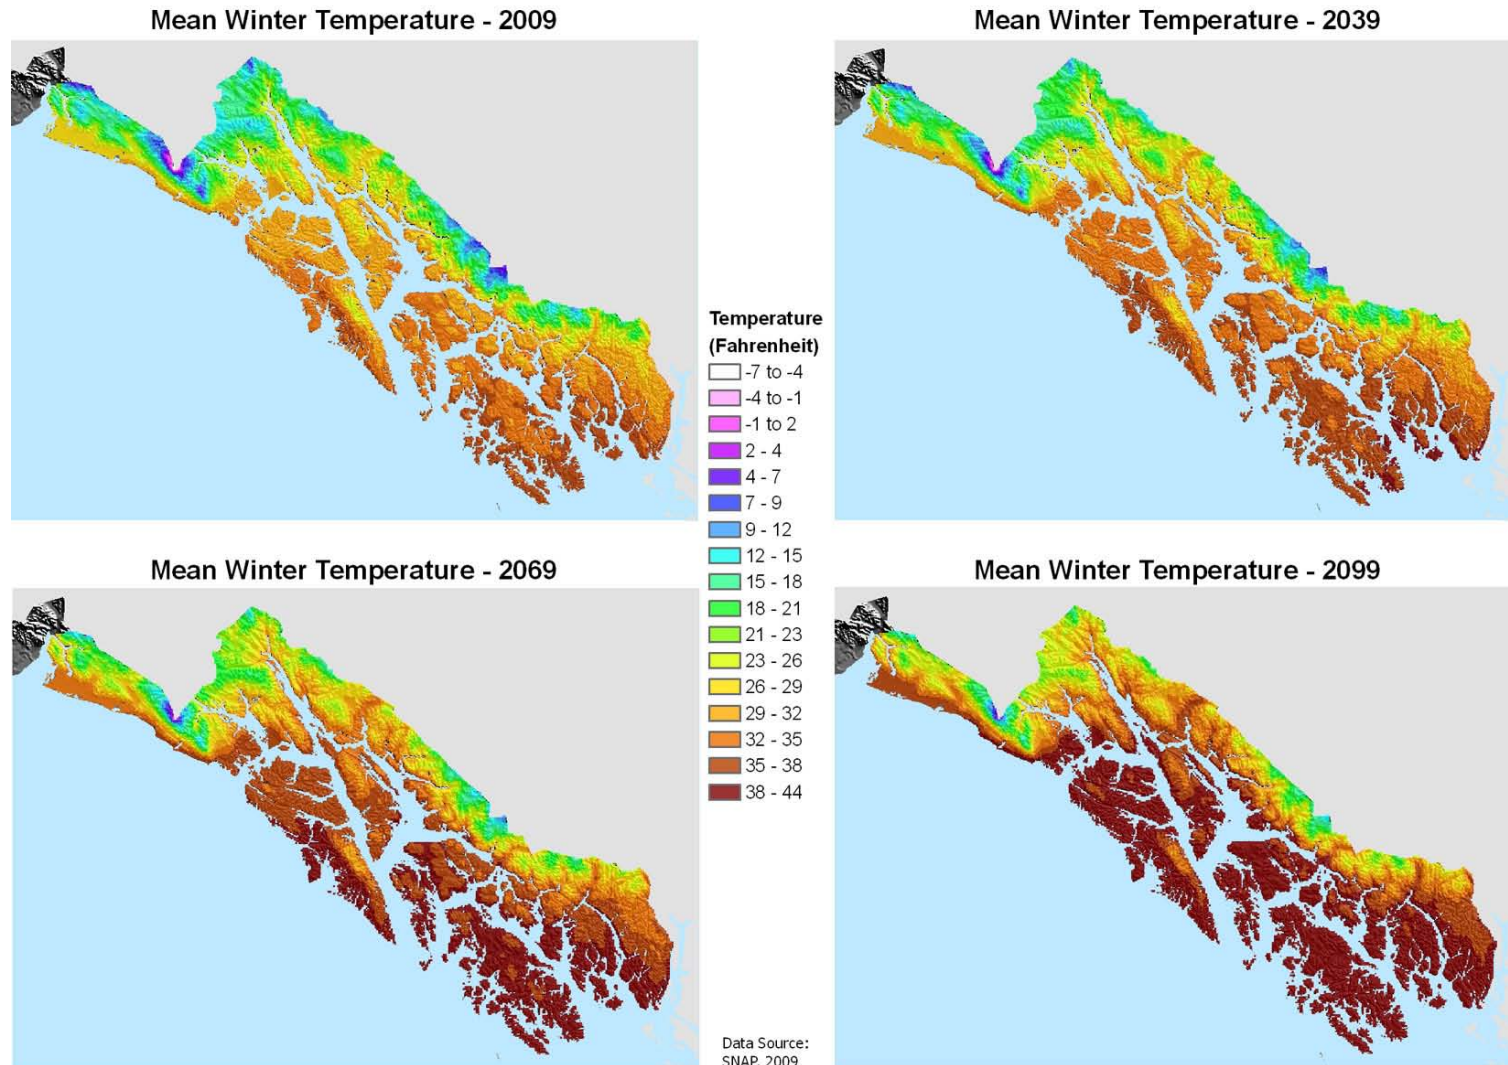 Mean Winter Temperature - 2009
Mean Winter Temperature - 2039
Temperature
(Fahrenheit)
-7 to -4
-4 to -1
-1 to 2
2 - 4
4 - 7
7 - 9
9 - 12
12 - 15
15 - 18
18 - 21
21 - 23
23 - 26
26 - 29
29 - 32
32 - 35
35 - 38
38 - 44
Mean Winter Temperature - 2069
Mean Winter Temperature - 2099
Data Source:
SNAP, 2009